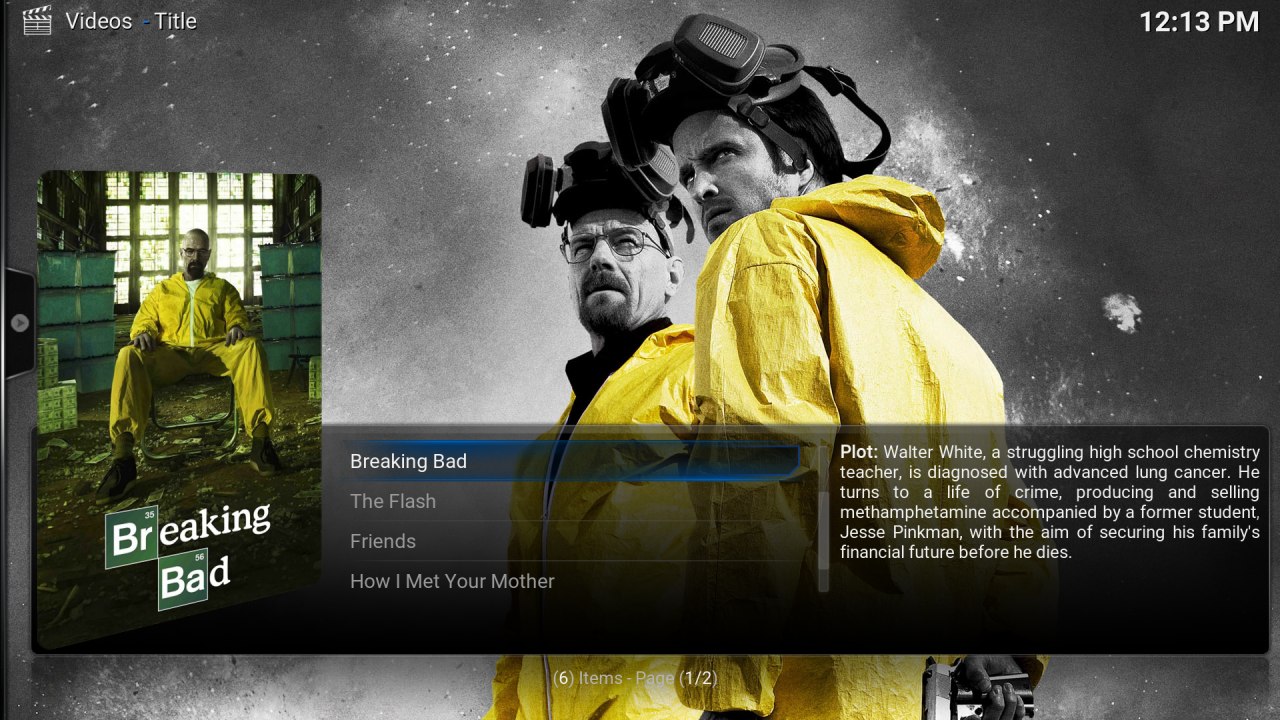 Videos - Title
12:13 PM
35
Breaking
56
Bad
Breaking Bad
The Flash
Friends
How I Met Your Mother
Plot: Walter White, a struggling high school chemistry
teacher, is diagnosed with advanced lung cancer. He
turns to a life of crime, producing and selling
methamphetamine accompanied by a former student,
Jesse Pinkman, with the aim of securing his family's
financial future before he dies.
(6) Items - Page (1/2)